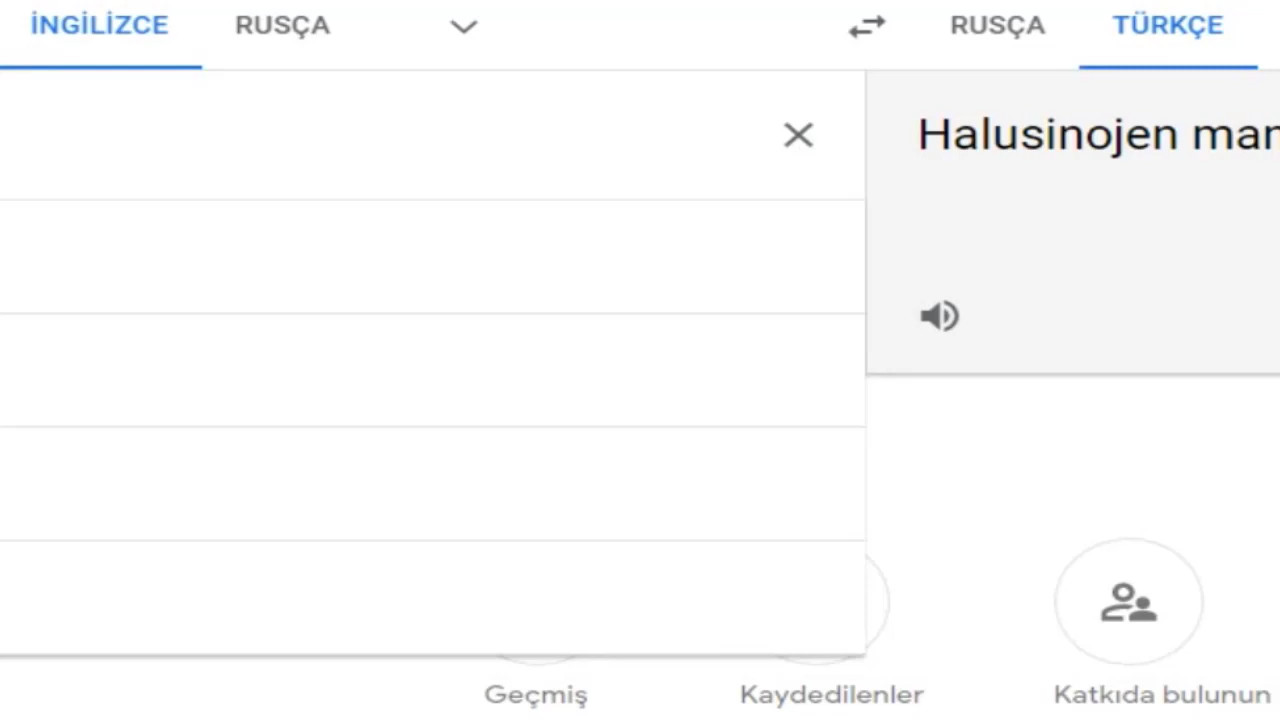 İNGİLİZCE RUSÇA RUSÇA TÜRKÇE
Halusinojen
Geçmiş Kaydedilenler Katkıda bulunun